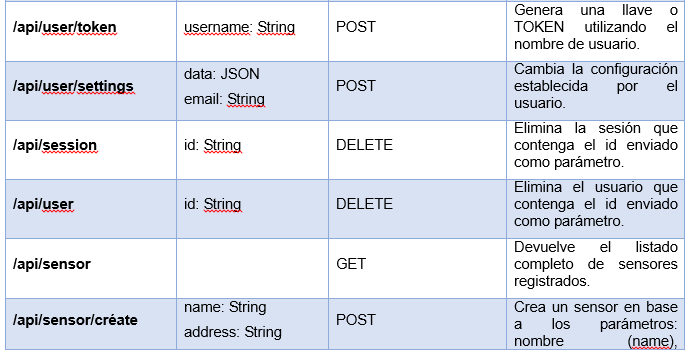 Genera una llave o
/api/user/token username: String POST TOKEN utilizando el
nombre de usuario.
data: JSON Cambia la configuración
/api/user/settings POST establecida por el
email: String usuario.
Elimina la sesión que
/api/session id: String DELETE contenga el id enviado
como parámetro.
Elimina el usuario que
/api/user id: String DELETE contenga el id enviado
como parámetro.
Devuelve el listado
/api/sensor GET completo de sensores
registrados.
name: String Crea un sensor en base
/api/sensor/créate POST a los parámetros:
address: String nombre (name),